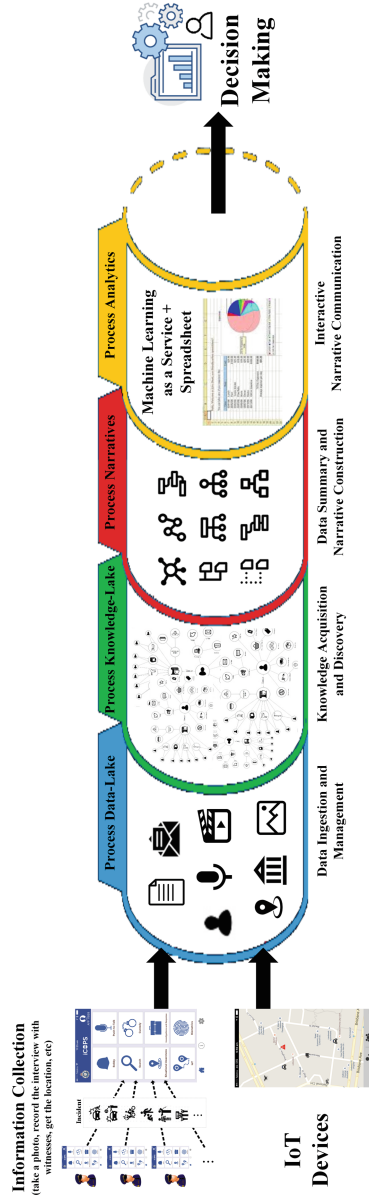 Information Collection
(take a photo, record the interview with
witnesses, get the location, etc)
Incident
iCOPS
IoT
Devices
Process Data-Lake
Data Ingestion and
Management
Process Knowledge-Lake
Knowledge Acquisition
and Discovery
Process Narratives
Data Summary and
Narrative Construction
Process Analytics
Machine Learning
as a Service +
Spreadsheet
Interactive
Narrative Communication
Decision
Making